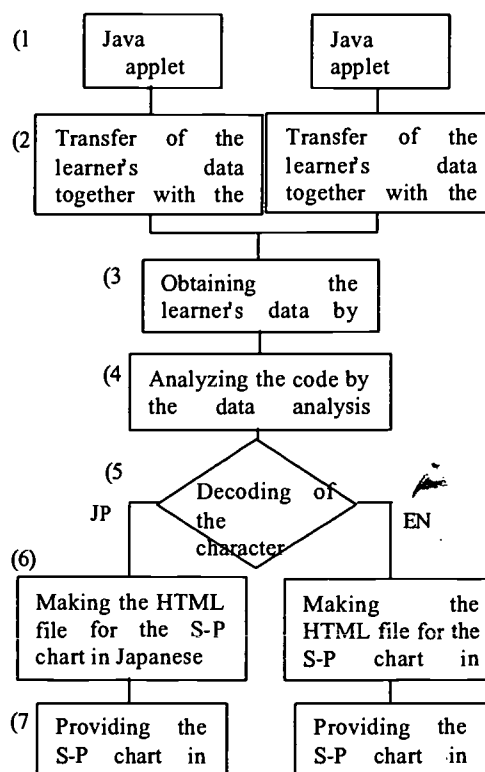 (1
Java
applet
Java
applet
(2
Transfer of the
learner's data
together with the
Transfer of the
learner's data
together with the
(3
Obtaining the
learner's data by
(4
Analyzing the code by
the data analysis
(5
Decoding of
the
character
JP
EN
(6)
Making the HTML
file for the S-P
chart in Japanese
Making the
HTML file for the
S-P chart in
(7
Providing the
S-P chart in
Providing the
S-P chart in